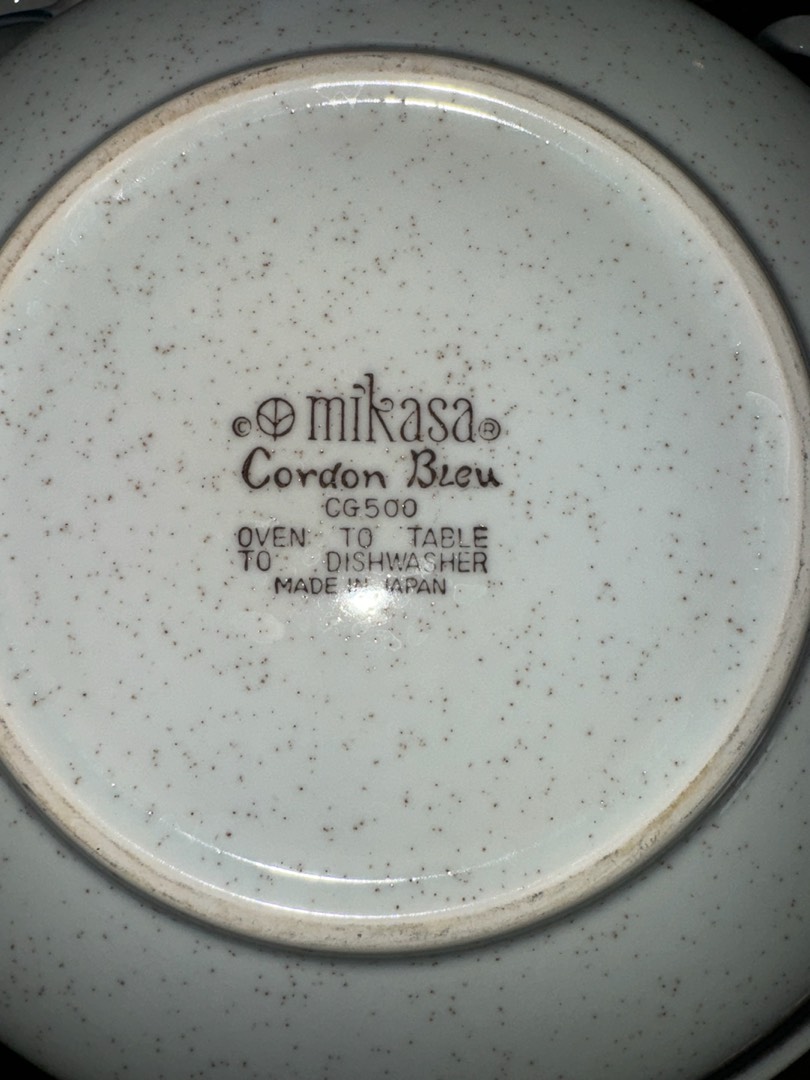 © mikasa®
Cordon Bleu
CG500
OVEN TO TABLE
TO DISHWASHER
MADE IN JAPAN